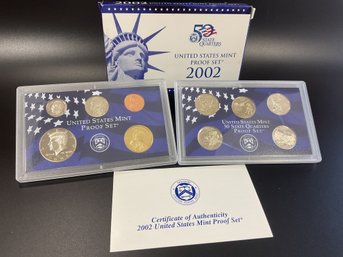 2002
50
STATE
QUARTERS
UNITED STATES MINT
PROOF SET®
2002
UNITED STATES MINT
PROOF SET®
UNITED STATES MINT
50 STATE QUARTERS
PROOF SET®
Certificate of Authenticity
2002 United States Mint Proof Set®